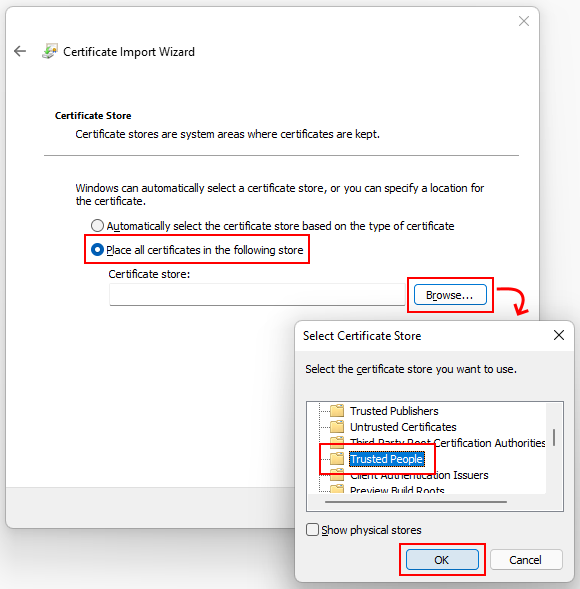 Certificate Import Wizard
Certificate Store
Certificate stores are system areas where certificates are kept.
Windows can automatically select a certificate store, or you can specify a location for
the certificate.
Automatically select the certificate store based on the type of certificate
Place all certificates in the following store
Certificate store:
Browse...
Select Certificate Store
Select the certificate store you want to use.
Trusted Publishers
Untrusted Certificates
Third-Party Root Certification Authorities
Trusted People
Client Authentication Issuers
Preview Build Roots
Show physical stores
OK
Cancel